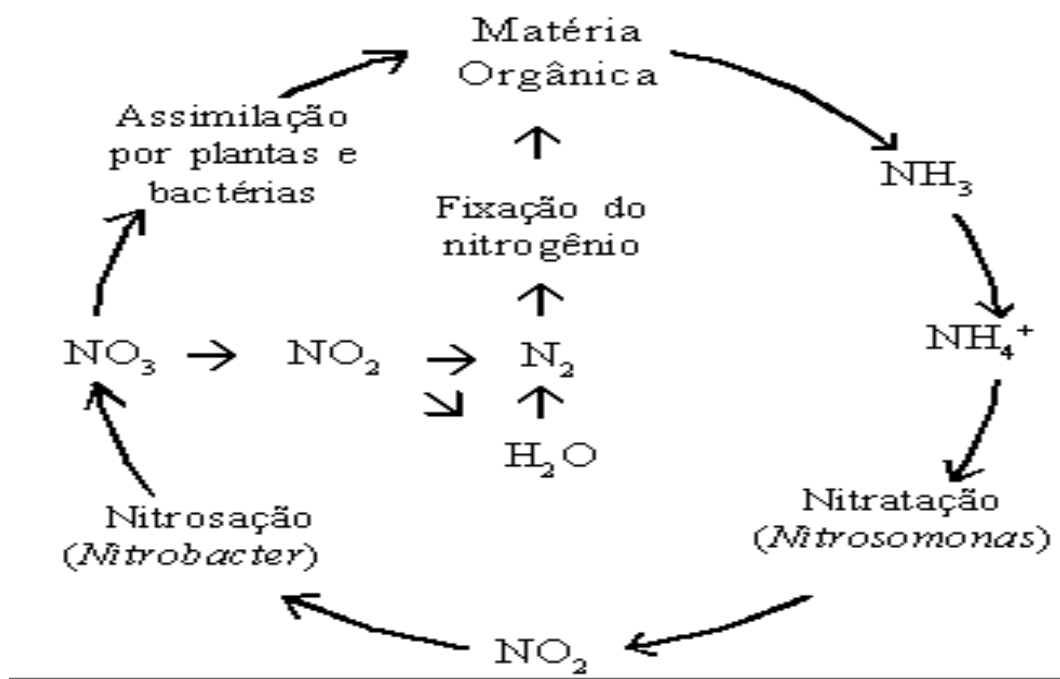 Matéria
Orgânica
Assimilação
por plantas e
bactérias
NH₃
Fixação do
nitrogênio
NO₃ → NO₂ → N₂
NH₄⁺
H₂O
Nitrosação
(Nitrobacter)
Nitratação
(Nitrosomonas)
NO₂